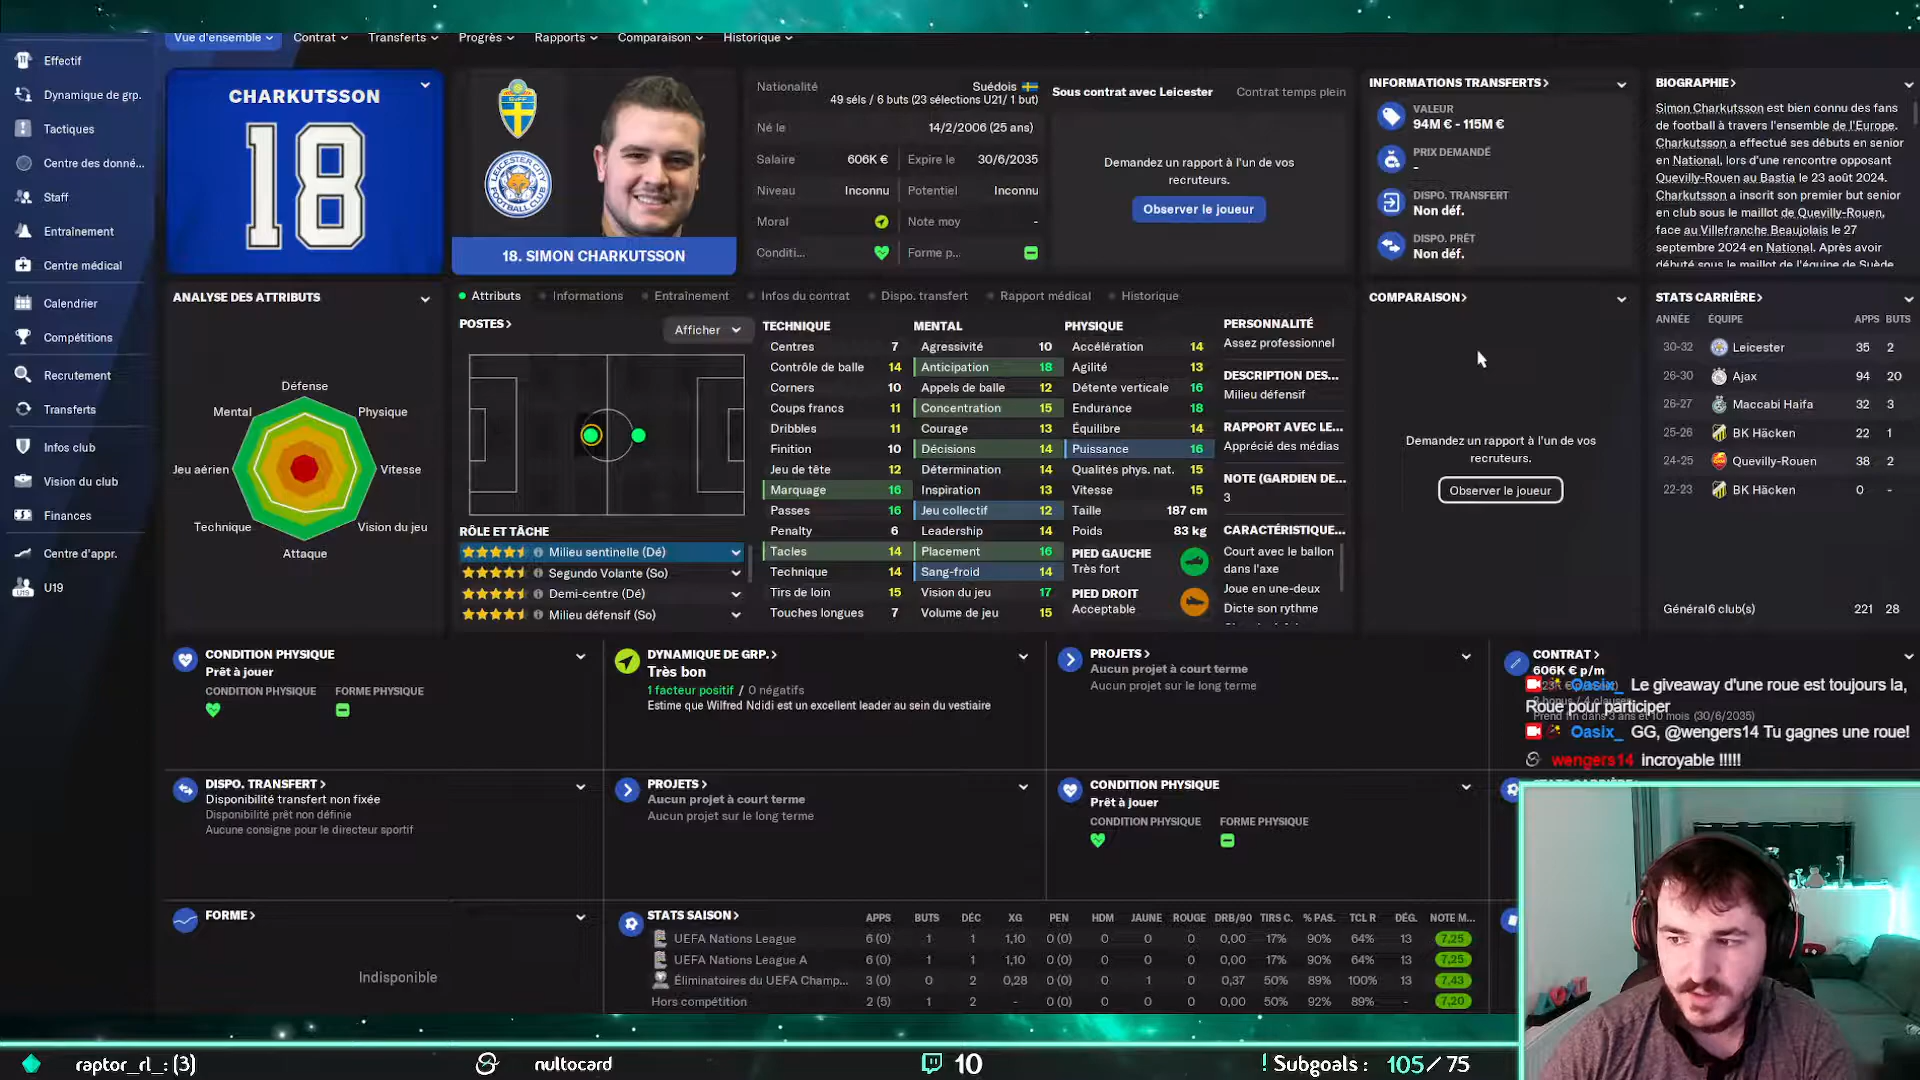 Vue d'ensemble
Contrat
Transferts
Progrès
Rapports
Comparaison
Historique
Effectif
Dynamique de grp.
Tactiques
Centre des donné...
Staff
Entraînement
Centre médical
Calendrier
Compétitions
Recrutement
Transferts
Infos club
Vision du club
Finances
Centre d'appr.
U19
CHARKUTSSON
18
18. SIMON CHARKUTSSON
Nationalité Suédois
49 séls / 6 buts (23 sélections U21/ 1 but)
Né le 14/2/2006 (25 ans)
Salaire 606K € Expire le 30/6/2035
Niveau Inconnu Potentiel Inconnu
Moral Note moy -
Conditi... Forme p...
Sous contrat avec Leicester Contrat temps plein
Demandez un rapport à l'un de vos
recruteurs.
Observer le joueur
INFORMATIONS TRANSFERTS>
VALEUR
94M € - 115M €
PRIX DEMANDÉ
-
DISPO. TRANSFERT
Non déf.
DISPO. PRÊT
Non déf.
BIOGRAPHIE>
Simon Charkutsson est bien connu des fans
de football à travers l'ensemble de l'Europe.
Charkutsson a effectué ses débuts en senior
en National, lors d'une rencontre opposant
Quevilly-Rouen au Bastia le 23 août 2024.
Charkutsson a inscrit son premier but senior
en club sous le maillot de Quevilly-Rouen,
face au Villefranche Beaujolais le 27
septembre 2024 en National. Après avoir
débuté sous le maillot de l'équipe de Suède
ANALYSE DES ATTRIBUTS
Défense
Mental Physique
Jeu aérien Vitesse
Technique Vision du jeu
Attaque
Attributs Informations Entraînement Infos du contrat Dispo. transfert Rapport médical Historique
POSTES>
Afficher
RÔLE ET TÂCHE
Milieu sentinelle (Dé)
Segundo Volante (So)
Demi-centre (Dé)
Milieu défensif (So)
TECHNIQUE
Centres 7
Contrôle de balle 14
Corners 10
Coups francs 11
Dribbles 11
Finition 10
Jeu de tête 12
Marquage 16
Passes 16
Penalty 6
Tacles 14
Technique 14
Tirs de loin 15
Touches longues 7
MENTAL
Agressivité 10
Anticipation 18
Appels de balle 12
Concentration 15
Courage 13
Décisions 14
Détermination 14
Inspiration 13
Jeu collectif 12
Leadership 14
Placement 16
Sang-froid 14
Vision du jeu 17
Volume de jeu 15
PHYSIQUE
Accélération 14
Agilité 13
Détente verticale 16
Endurance 18
Équilibre 14
Puissance 16
Qualités phys. nat. 15
Vitesse 15
Taille 187 cm
Poids 83 kg
PIED GAUCHE
Très fort
PIED DROIT
Acceptable
PERSONNALITÉ
Assez professionnel
DESCRIPTION DES...
Milieu défensif
RAPPORT AVEC LE...
Apprécié des médias
NOTE (GARDIEN DE...
3
CARACTÉRISTIQUE...
Court avec le ballon
dans l'axe
Joue en une-deux
Dicte son rythme
COMPARAISON>
Demandez un rapport à l'un de vos
recruteurs.
Observer le joueur
STATS CARRIÈRE>
ANNÉE ÉQUIPE APPS BUTS
30-32 Leicester 35 2
26-30 Ajax 94 20
26-27 Maccabi Haifa 32 3
25-26 BK Häcken 22 1
24-25 Quevilly-Rouen 38 2
22-23 BK Häcken 0 -
Général 6 club(s) 221 28
CONDITION PHYSIQUE
Prêt à jouer
CONDITION PHYSIQUE FORME PHYSIQUE
DYNAMIQUE DE GRP.>
Très bon
1 facteur positif / 0 négatifs
Estime que Wilfred Ndidi est un excellent leader au sein du vestiaire
PROJETS>
Aucun projet à court terme
Aucun projet sur le long terme
CONTRAT>
606K € p/m
Prend fin dans 3 ans et 10 mois (30/6/2035)
Oasix_ Le giveaway d'une roue est toujours la,
Roue pour participer
Oasix_ GG, @wengers14 Tu gagnes une roue!
wengers14 incroyable !!!!!
DISPO. TRANSFERT>
Disponibilité transfert non fixée
Disponibilité prêt non définie
Aucune consigne pour le directeur sportif
PROJETS>
Aucun projet à court terme
Aucun projet sur le long terme
CONDITION PHYSIQUE
Prêt à jouer
CONDITION PHYSIQUE FORME PHYSIQUE
FORME>
Indisponible
STATS SAISON>
APPS BUTS DÉC XG PEN HDM JAUNE ROUGE DRB/90 TIRS C. % PAS. TCL R DÉG. NOTE M...
UEFA Nations League 6 (0) 1 1 1,10 0 (0) 0 0 0 0,00 17% 90% 64% 13 7,25
UEFA Nations League A 6 (0) 1 1 1,10 0 (0) 0 0 0 0,00 17% 90% 64% 13 7,25
Éliminatoires du UEFA Champ... 3 (0) 0 2 0,28 0 (0) 0 1 0 0,37 50% 89% 100% 13 7,43
Hors compétition 2 (5) 1 2 - 0 (0) 0 0 0 0,00 50% 92% 89% - 7,20
raptor_rl_: (3)
nultocard
10
! Subgoals : 105 / 75